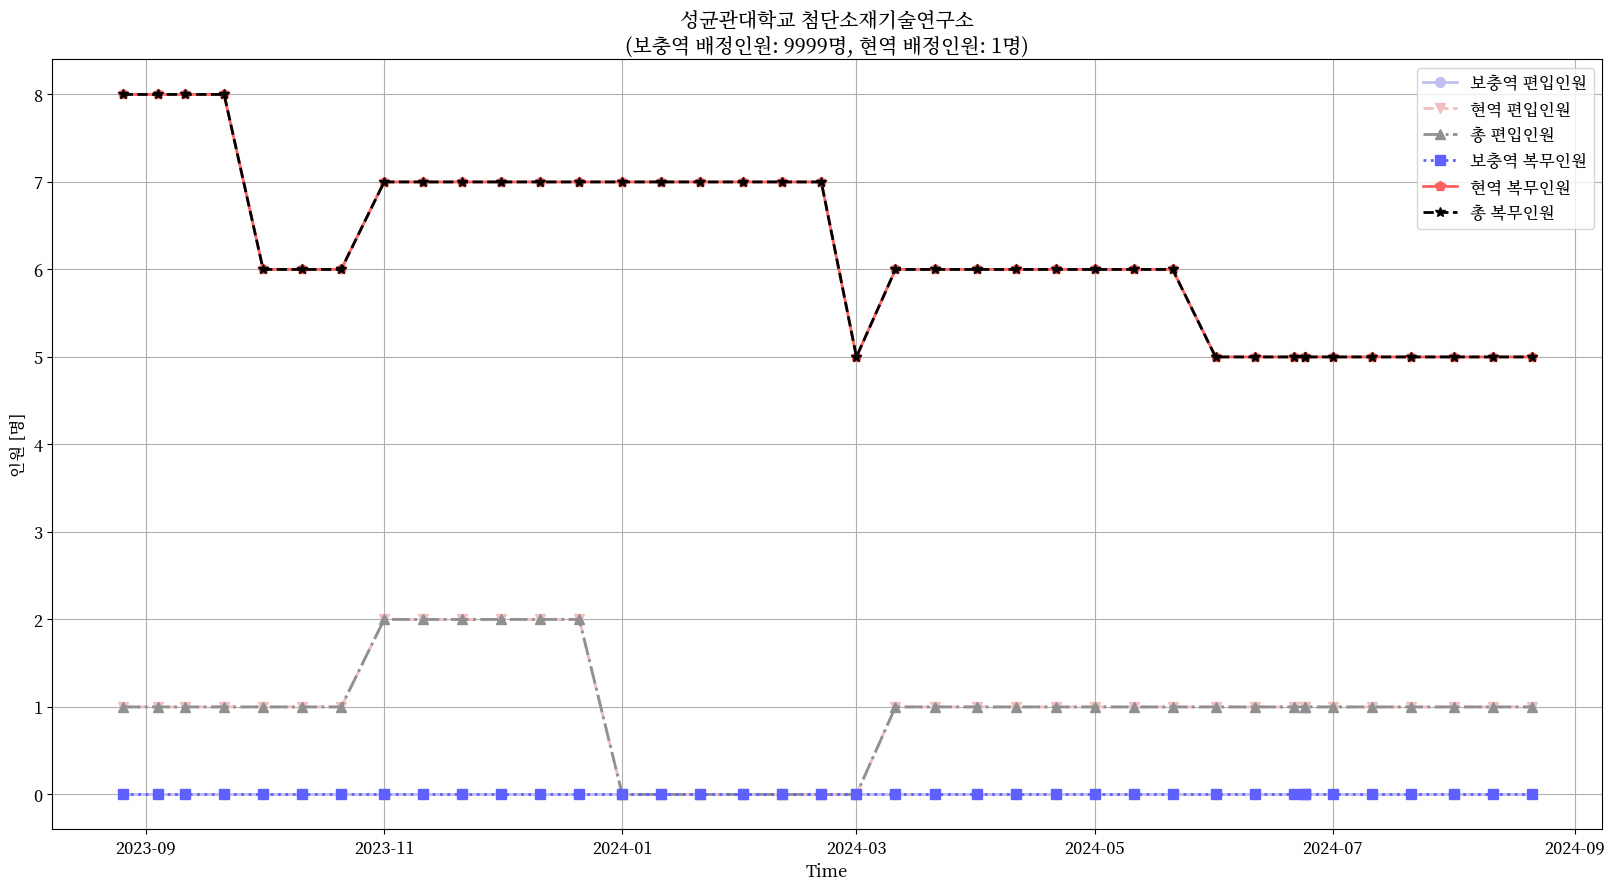 성균관대학교 첨단소재기술연구소
(보충역 배정인원: 9999명, 현역 배정인원: 1명)
보충역 편입인원
현역 편입인원
총 편입인원
보충역 복무인원
현역 복무인원
총 복무인원
8
7
6
5
4
3
2
1
0
인원 [명]
2023-09
2023-11
2024-01
2024-03
2024-05
2024-07
2024-09
Time